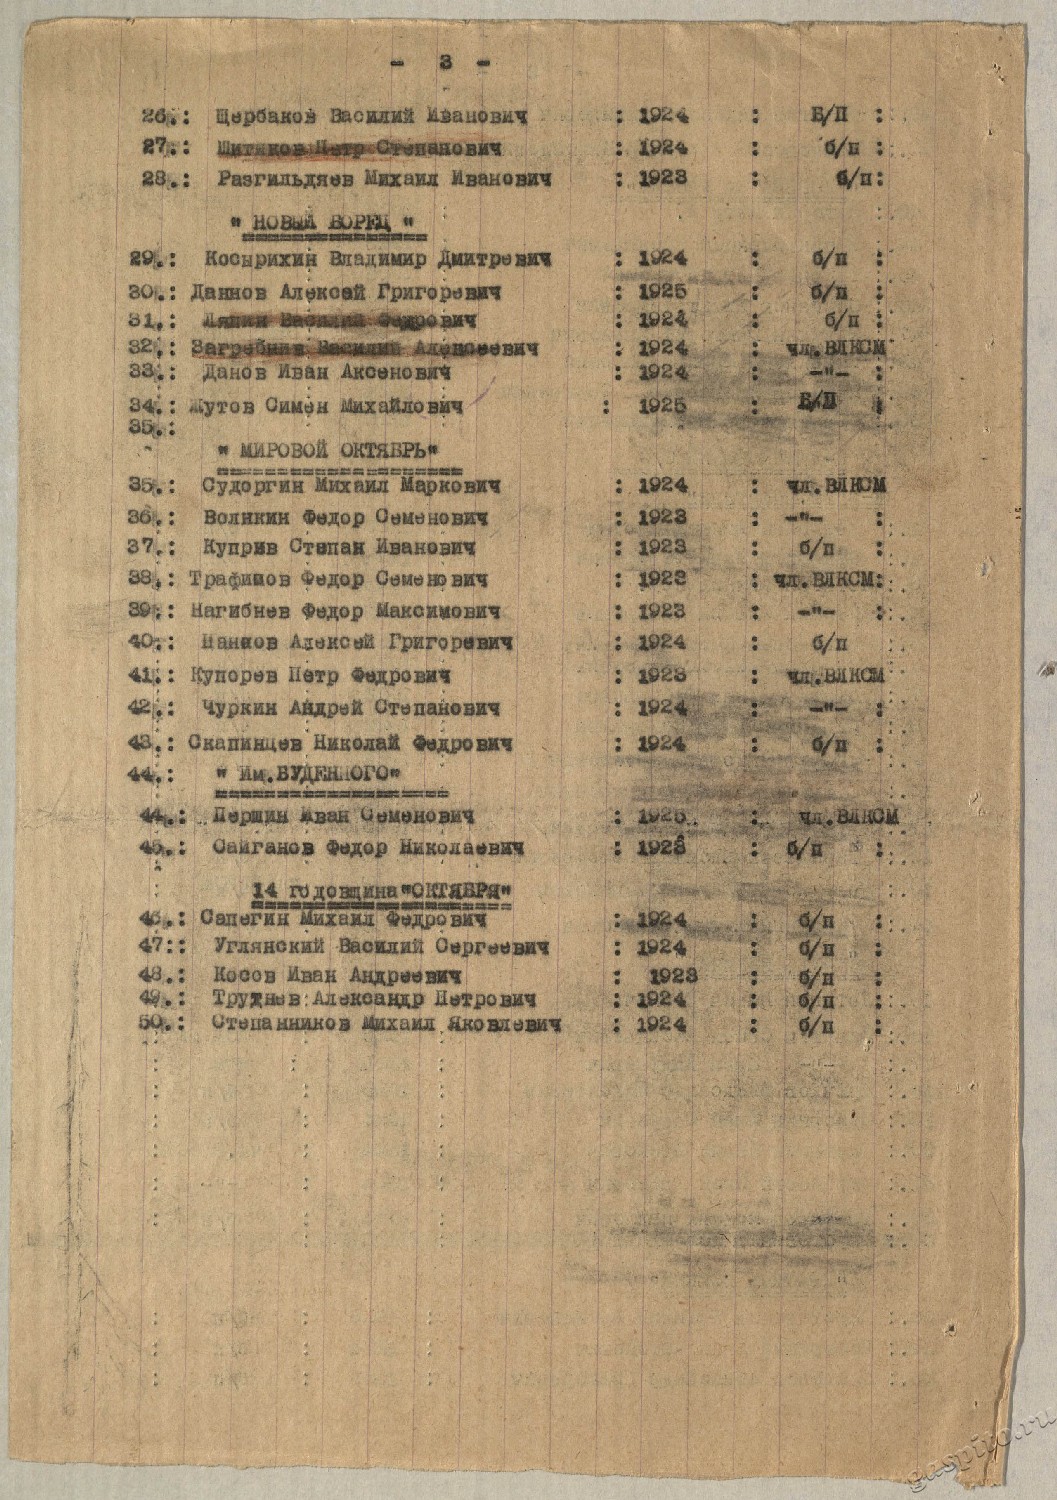 - 3 -
26.: Щербаков Василий Иванович : 1924 : Б/П :
27.: Шитяков Петр Степанович : 1924 : б/п :
28.: Разгильдяев Михаил Иванович : 1923 : б/п:
" НОВЫЙ БОРЕЦ "
29.: Косырихин Владимир Дмитревич : 1924 : б/п :
30.: Даннов Алексей Григоревич : 1925 : б/п :
31.: Ляпин Василий Федрович : 1924 : б/п :
32.: Загребнев Василий Алексеевич : 1924 : чл.ВЛКСМ
33.: Данов Иван Аксенович : 1924 : -"- :
34.: Жутов Симен Михайлович : 1925 : Б/П :
35.:
" МИРОВОЙ ОКТЯБРЬ"
35.: Судоргин Михаил Маркович : 1924 : чл.ВЛКСМ
36.: Волнкин Федор Семенович : 1923 : -"- :
37.: Куприв Степан Иванович : 1923 : б/п :
38.: Трафимов Федор Семенович : 1923 : чл.ВЛКСМ:
39.: Нагибнев Федор Максимович : 1923 : -"- :
40.: Панков Алексей Григоревич : 1924 : б/п
41.: Купорев Петр Федрович : 1923 : чл.ВЛКСМ
42.: Чуркин Андрей Степанович : 1924 : -"- :
43.: Скапинцев Николай Федрович : 1924 : б/п :
44.: " Им.БУДЕННОГО"
44.: Першин Иван Семенович : 1925 : чл.ВЛКСМ
45.: Сайганов Федор Николаевич : 1923 : б/п :
14 годовщина"ОКТЯБРЯ"
46.: Сапегин Михаил Федрович : 1924 : б/п :
47:: Углянский Василий Сергеевич : 1924 : б/п :
48.: Косов Иван Андреевич : 1923 : б/п :
49.: Труднев Александр Петрович : 1924 : б/п :
50.: Степанников Михаил Яковлевич : 1924 : б/п :
guspiro.ru